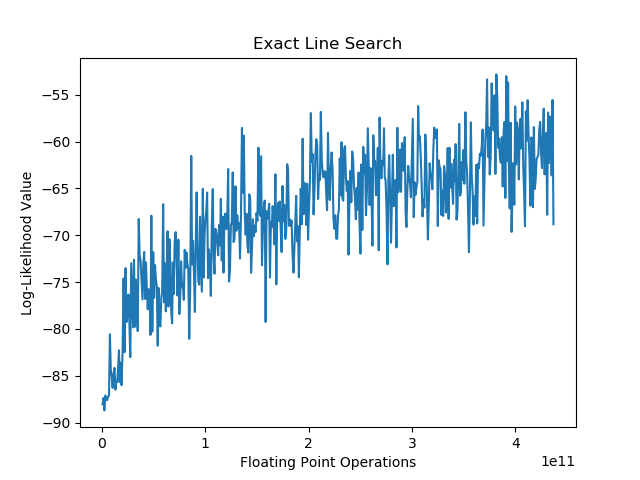 Exact Line Search
Log-Likelihood Value
−55
−60
−65
−70
−75
−80
−85
−90
0 1 2 3 4
1e11
Floating Point Operations